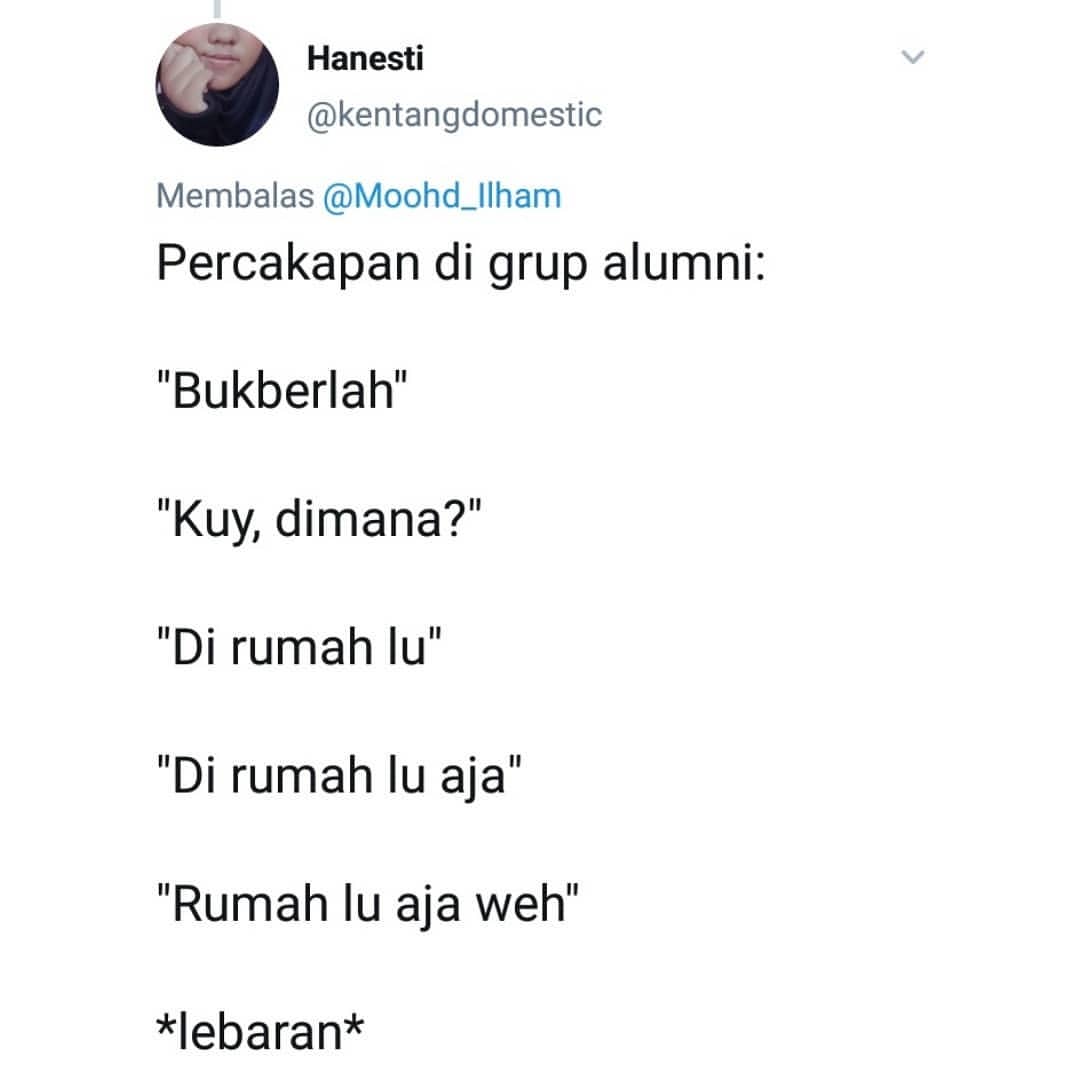 Hanesti
@kentangdomestic
Membalas @Moohd_Ilham
Percakapan di grup alumni:
"Bukberlah"
"Kuy, dimana?"
"Di rumah lu"
"Di rumah lu aja"
"Rumah lu aja weh"
*lebaran*